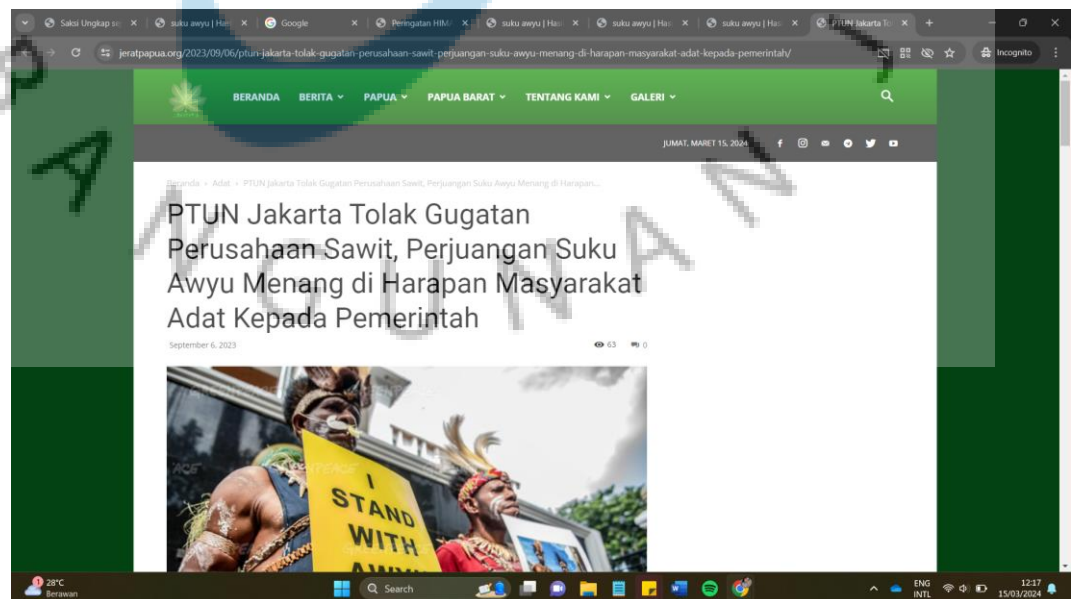 Saksi Ungkap se
suku awyu | Has
Google
Peringatan HIMA
suku awyu | Has
suku awyu | Has
suku awyu | Has
PTUN Jakarta To
jeratpapua.org/2023/09/06/ptun-jakarta-tolak-gugatan-perusahaan-sawit-perjuangan-suku-awyu-menang-di-harapan-masyarakat-adat-kepada-pemerintah/
Incognito
BERANDA BERITA PAPUA PAPUA BARAT TENTANG KAMI GALERI
JUMAT, MARET 15, 2024
Beranda › Adat › PTUN Jakarta Tolak Gugatan Perusahaan Sawit, Perjuangan Suku Awyu Menang di Harapan...
PTUN Jakarta Tolak Gugatan
Perusahaan Sawit, Perjuangan Suku
Awyu Menang di Harapan Masyarakat
Adat Kepada Pemerintah
September 6, 2023 63 0
GREENPEACE
I
STAND
WITH
AWYU
P A N G U N A N J
28°C
Berawan
Search
ENG
INTL
12:17
15/03/2024